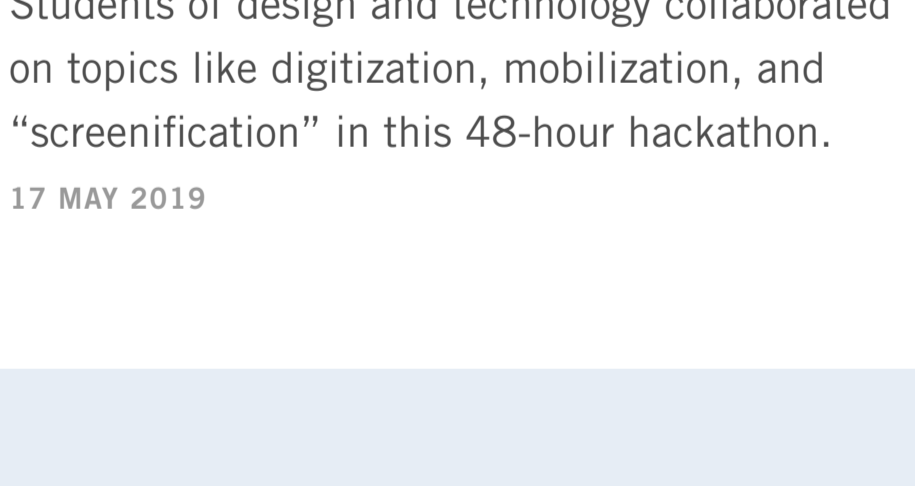 Students of design and technology collaborated
on topics like digitization, mobilization, and
“screenification” in this 48-hour hackathon.
17 MAY 2019